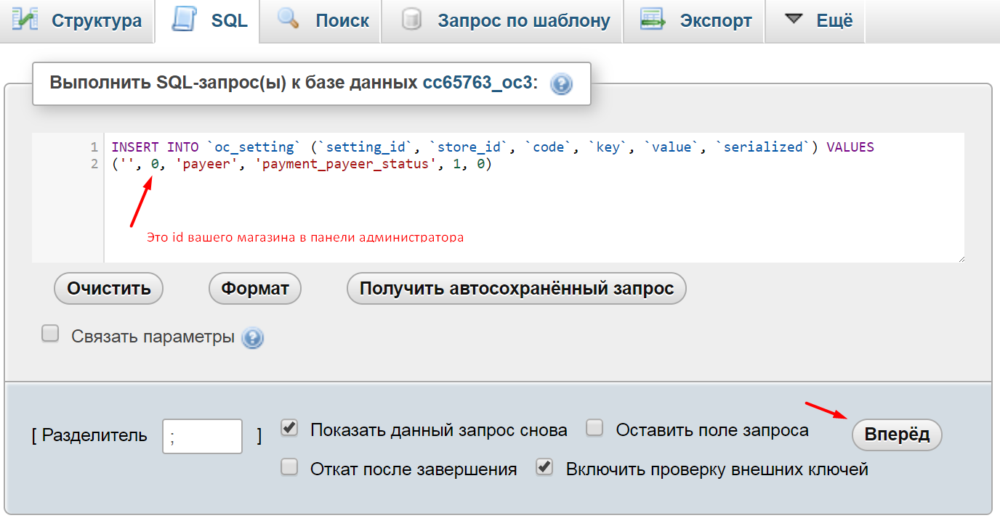 Структура SQL Поиск Запрос по шаблону Экспорт Ещё
Выполнить SQL-запрос(ы) к базе данных cc65763_oc3:
1 INSERT INTO `oc_setting` (`setting_id`, `store_id`, `code`, `key`, `value`, `serialized`) VALUES
2 ('', 0, 'payeer', 'payment_payeer_status', 1, 0)
Это id вашего магазина в панели администратора
Очистить Формат Получить автосохранённый запрос
Связать параметры
[ Разделитель ; ] Показать данный запрос снова Оставить поле запроса Вперёд
Откат после завершения Включить проверку внешних ключей